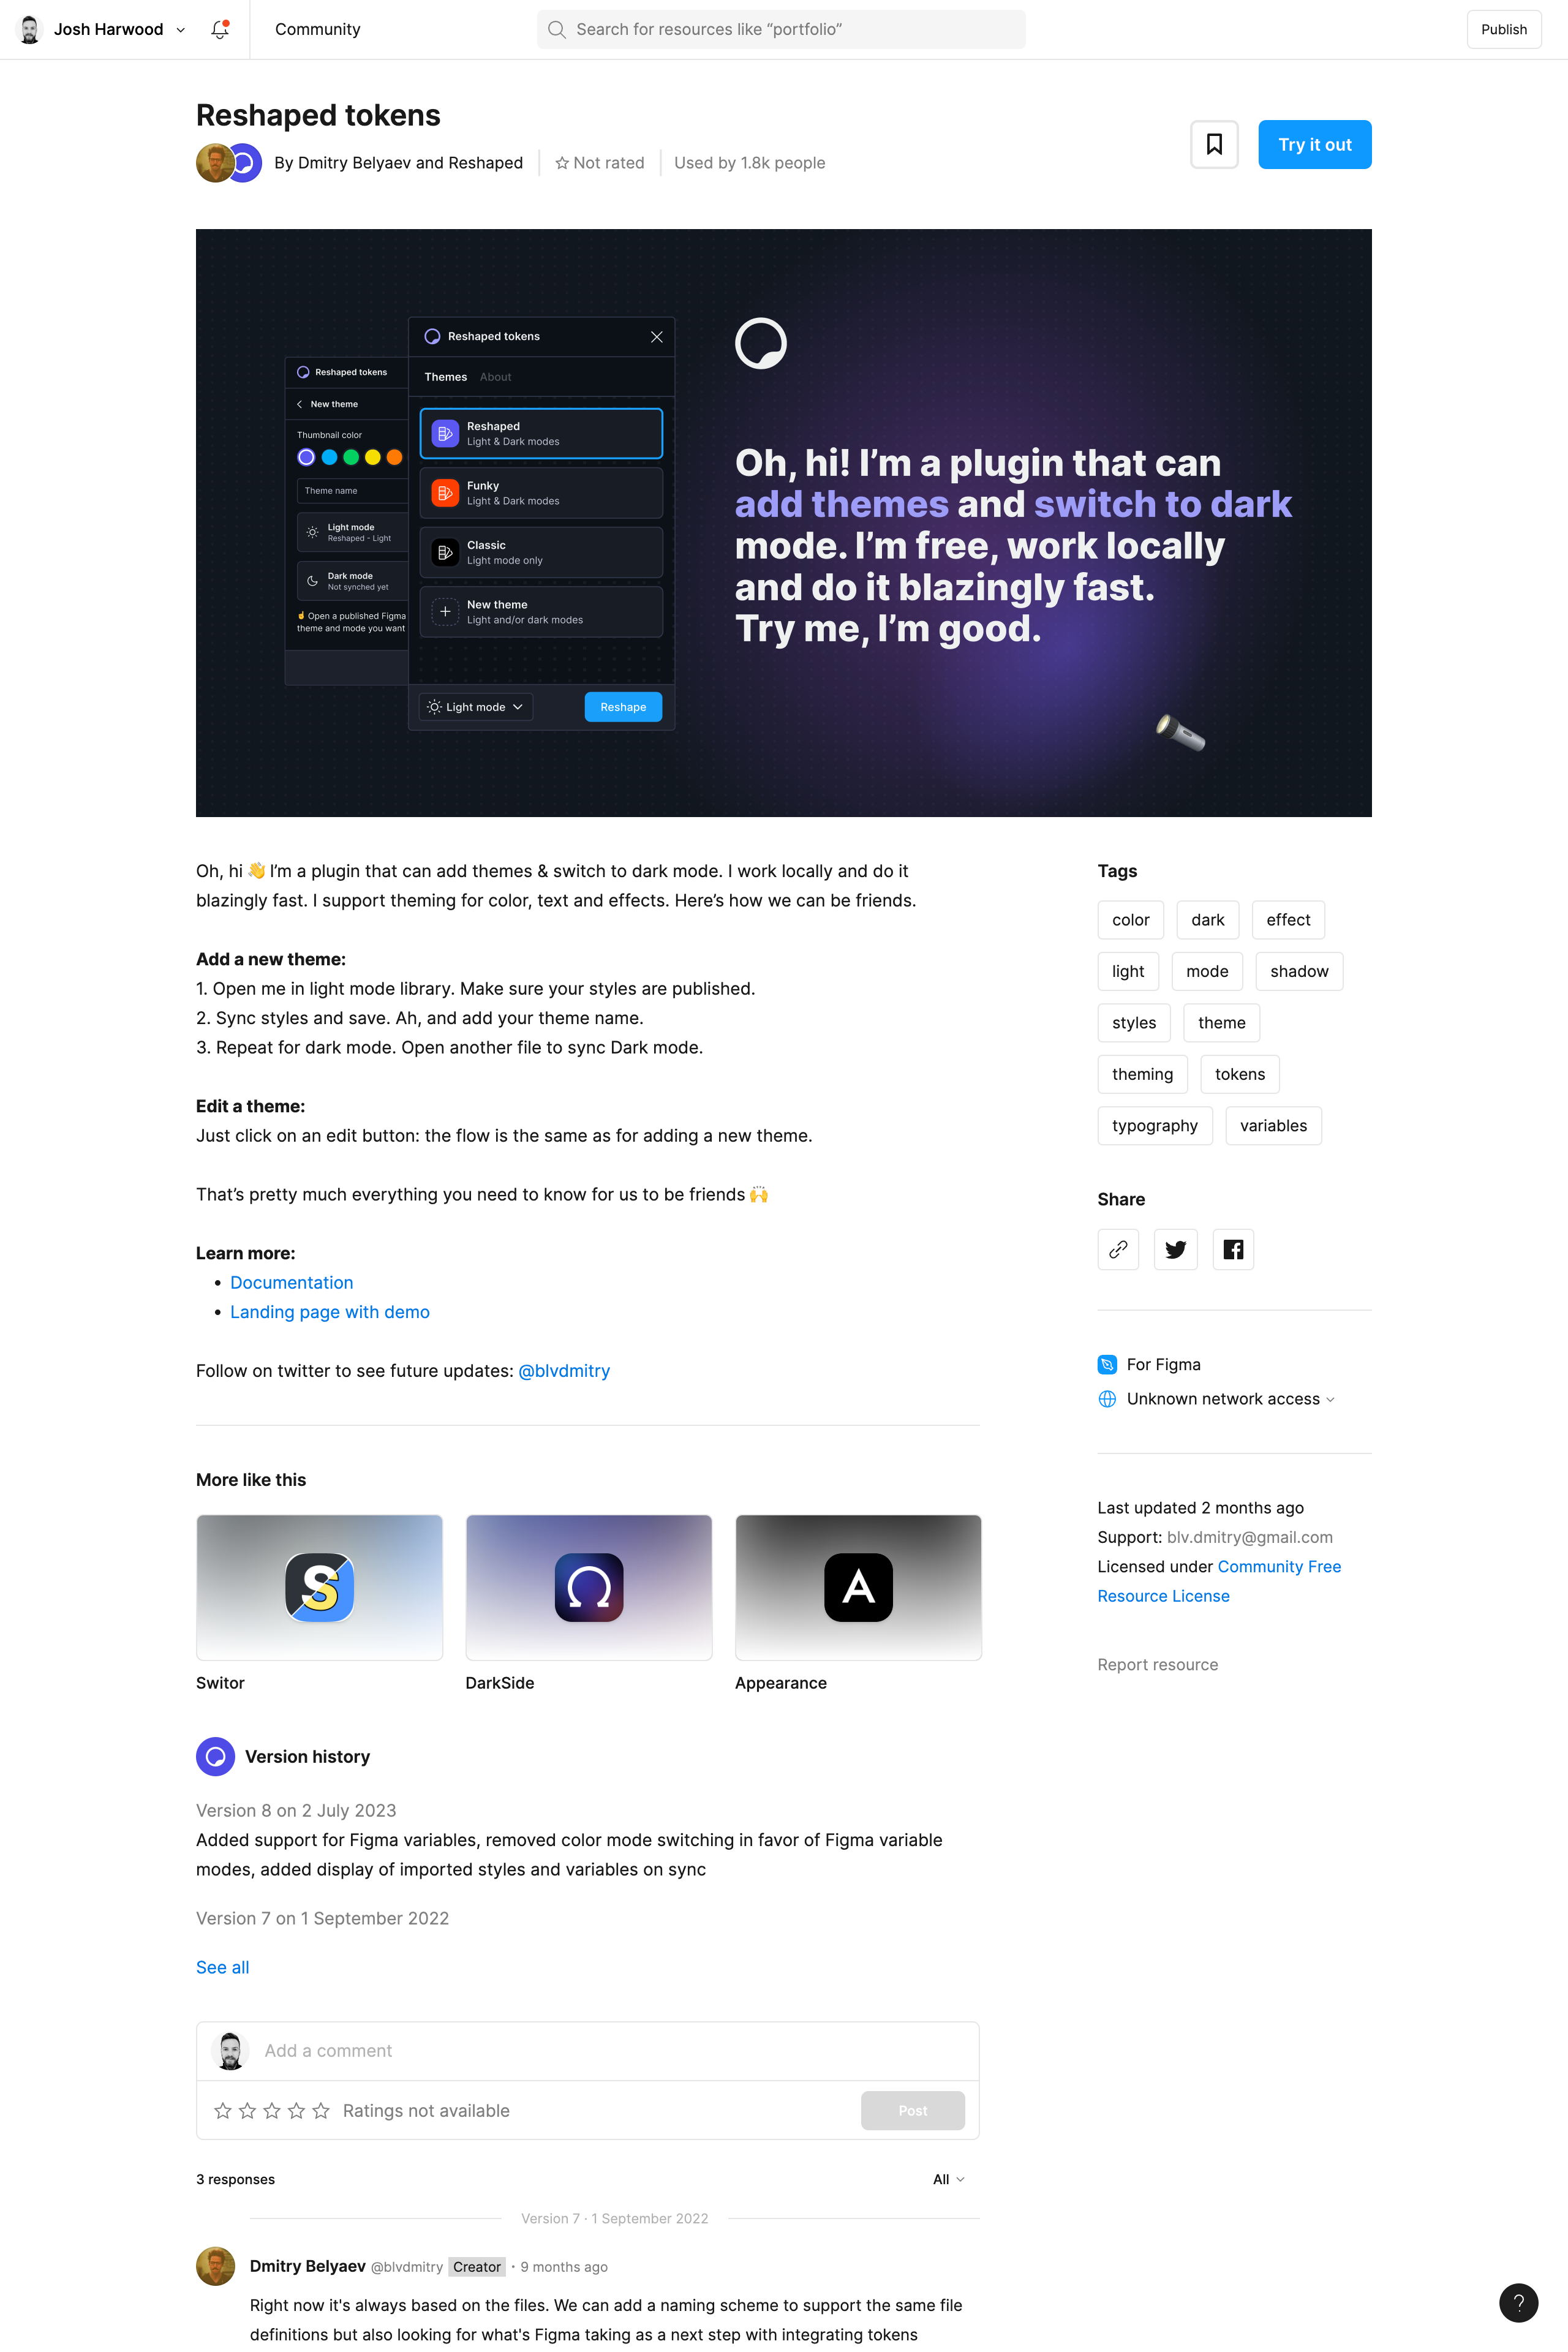 Josh Harwood
Community
Search for resources like “portfolio”
Publish
Reshaped tokens
By Dmitry Belyaev and Reshaped
Not rated
Used by 1.8k people
Try it out
Reshaped tokens
New theme
Thumbnail color
Theme name
Light mode
Reshaped - Light
Dark mode
Not synched yet
Open a published Figma
theme and mode you want
Reshaped tokens
Themes About
Reshaped
Light & Dark modes
Funky
Light & Dark modes
Classic
Light mode only
New theme
Light and/or dark modes
Light mode
Reshape
Oh, hi! I’m a plugin that can
add themes and switch to dark
mode. I’m free, work locally
and do it blazingly fast.
Try me, I’m good.
Oh, hi 👋 I’m a plugin that can add themes & switch to dark mode. I work locally and do it
blazingly fast. I support theming for color, text and effects. Here’s how we can be friends.
Add a new theme:
1. Open me in light mode library. Make sure your styles are published.
2. Sync styles and save. Ah, and add your theme name.
3. Repeat for dark mode. Open another file to sync Dark mode.
Edit a theme:
Just click on an edit button: the flow is the same as for adding a new theme.
That’s pretty much everything you need to know for us to be friends 🙌
Learn more:
• Documentation
• Landing page with demo
Follow on twitter to see future updates: @blvdmitry
Tags
color dark effect
light mode shadow
styles theme
theming tokens
typography variables
Share
For Figma
Unknown network access
Last updated 2 months ago
Support: blv.dmitry@gmail.com
Licensed under Community Free
Resource License
Report resource
More like this
S
A
Switor
DarkSide
Appearance
Version history
Version 8 on 2 July 2023
Added support for Figma variables, removed color mode switching in favor of Figma variable
modes, added display of imported styles and variables on sync
Version 7 on 1 September 2022
See all
Add a comment
Ratings not available
Post
3 responses
All
Version 7 · 1 September 2022
Dmitry Belyaev @blvdmitry Creator · 9 months ago
Right now it's always based on the files. We can add a naming scheme to support the same file
definitions but also looking for what's Figma taking as a next step with integrating tokens
?